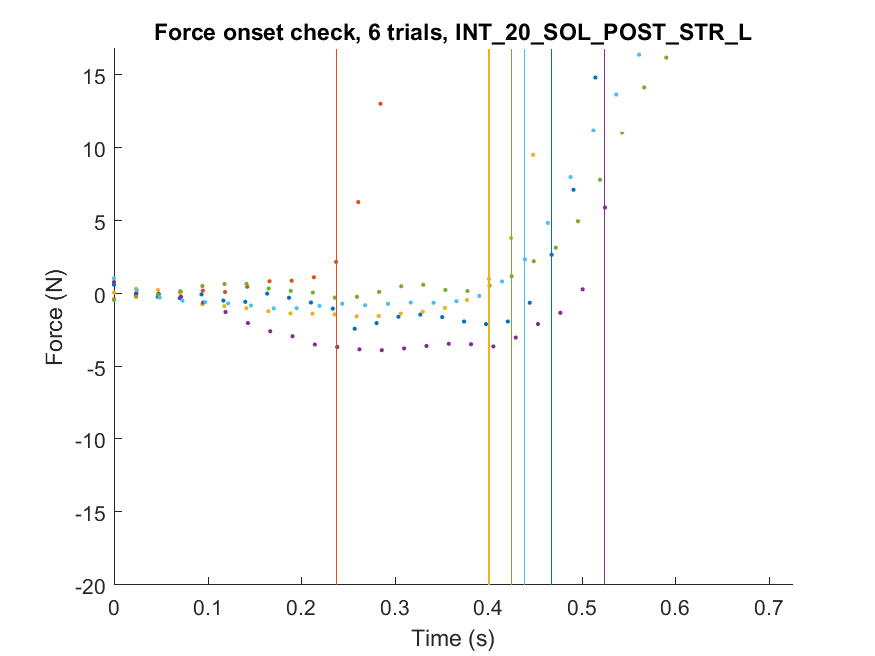 Force onset check, 6 trials, INT_20_SOL_POST_STR_L
15
10
5
0
-5
-10
-15
-20
Force (N)
0 0.1 0.2 0.3 0.4 0.5 0.6 0.7
Time (s)